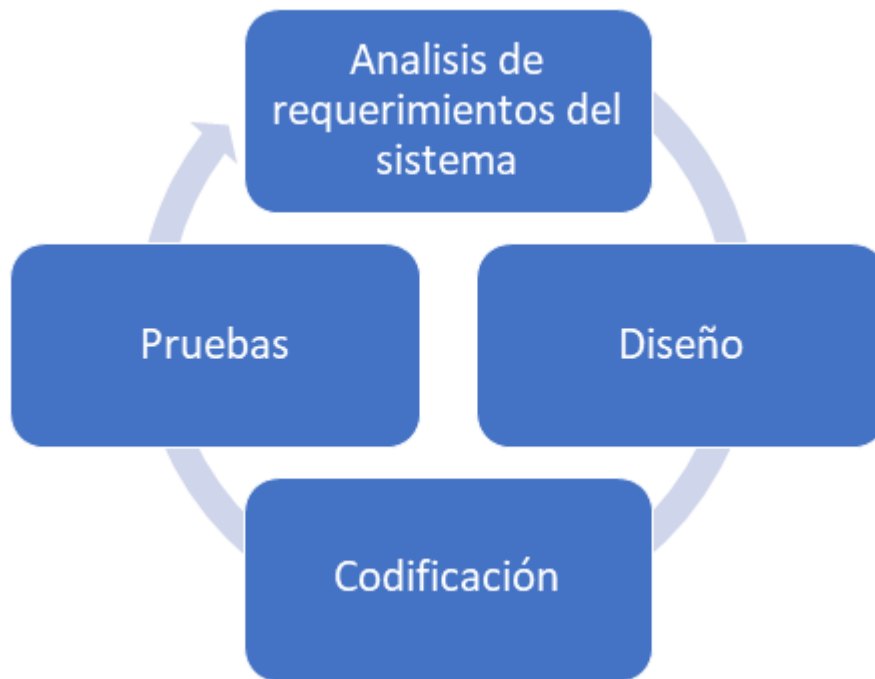 Analisis de
requerimientos del
sistema
Pruebas
Diseño
Codificación